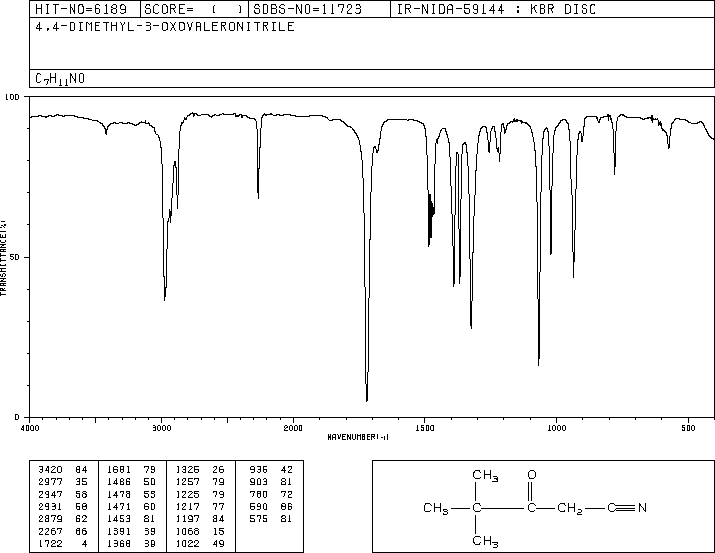 HIT-NO=6189 SCORE= ( ) SDBS-NO=11723 IR-NIDA-59144 : KBR DISC
4,4-DIMETHYL-3-OXOVALERONITRILE
C7H11NO
100
50
0
TRANSMITTANCE(%)
4000 3000 2000 1500 1000 500
WAVENUMBER(-1)
3420 84 1681 79 1326 26 936 42
2977 35 1486 50 1257 79 903 81
2947 58 1478 55 1225 79 780 72
2931 60 1471 60 1217 77 690 86
2879 62 1453 81 1197 84 575 81
2267 66 1391 39 1068 15
1722 4 1368 39 1022 49
CH3 O
CH3 C C CH2 C N
CH3